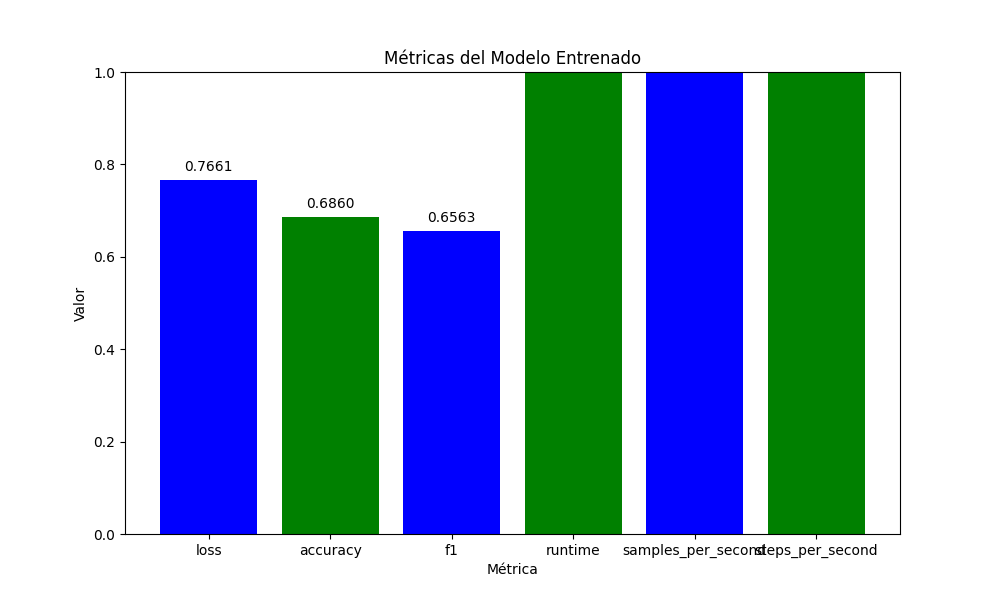 Métricas del Modelo Entrenado
1.0
0.8
0.6
0.4
0.2
0.0
Valor
0.7661
0.6860
0.6563
loss accuracy f1 runtime samples_per_second steps_per_second
Métrica